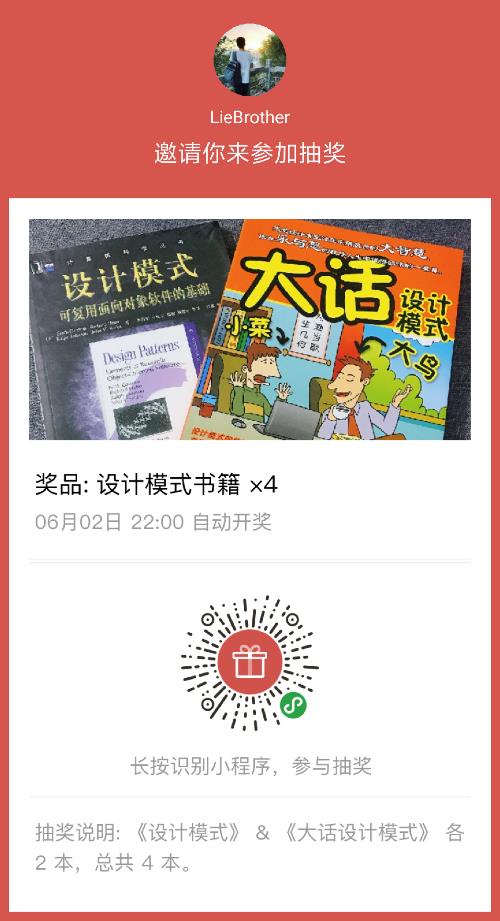 LieBrother
邀请你来参加抽奖
设计模式
可复用面向对象软件的基础
Design Patterns
大话
设计
模式
小菜
大鸟
奖品: 设计模式书籍 ×4
06月02日 22:00 自动开奖
长按识别小程序，参与抽奖
抽奖说明: 《设计模式》 & 《大话设计模式》 各
2 本，总共 4 本。